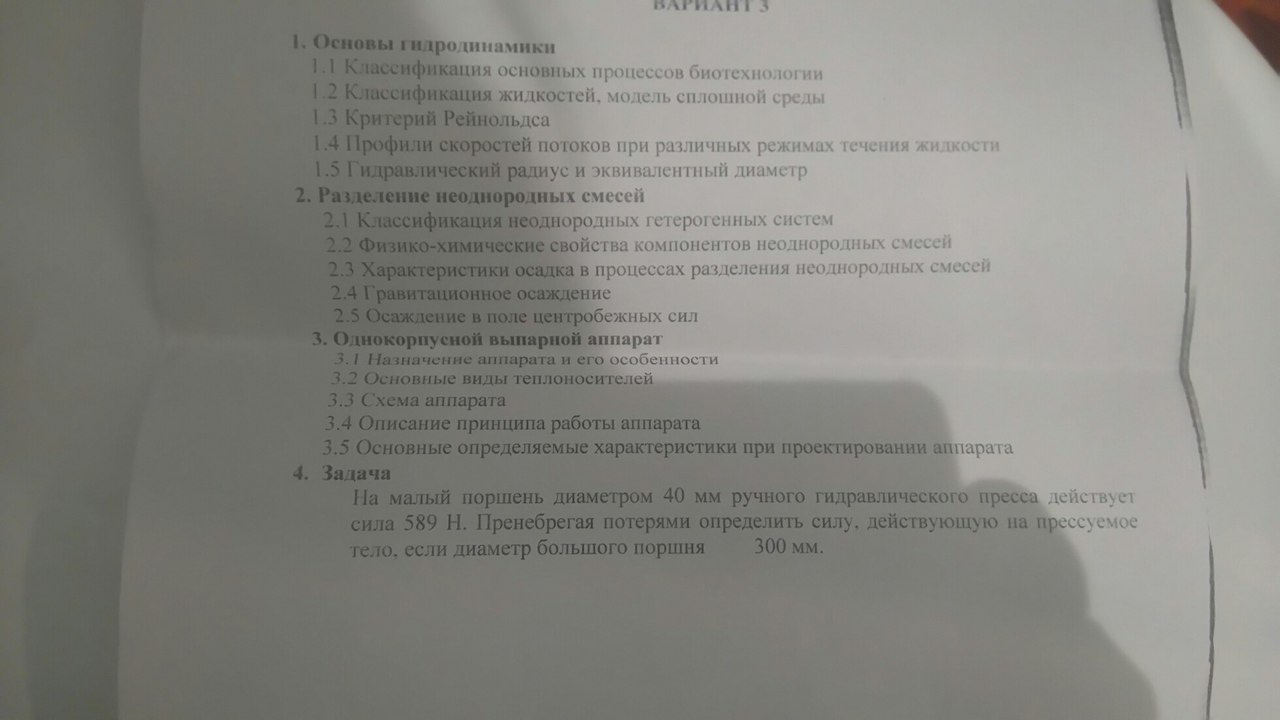 ВАРИАНТ 3
1. Основы гидродинамики
1.1 Классификация основных процессов биотехнологии
1.2 Классификация жидкостей, модель сплошной среды
1.3 Критерий Рейнольдса
1.4 Профили скоростей потоков при различных режимах течения жидкости
1.5 Гидравлический радиус и эквивалентный диаметр
2. Разделение неоднородных смесей
2.1 Классификация неоднородных гетерогенных систем
2.2 Физико-химические свойства компонентов неоднородных смесей
2.3 Характеристики осадка в процессах разделения неоднородных смесей
2.4 Гравитационное осаждение
2.5 Осаждение в поле центробежных сил
3. Однокорпусной выпарной аппарат
3.1 Назначение аппарата и его особенности
3.2 Основные виды теплоносителей
3.3 Схема аппарата
3.4 Описание принципа работы аппарата
3.5 Основные определяемые характеристики при проектировании аппарата
4. Задача
На малый поршень диаметром 40 мм ручного гидравлического пресса действует
сила 589 Н. Пренебрегая потерями определить силу, действующую на прессуемое
тело, если диаметр большого поршня 300 мм.